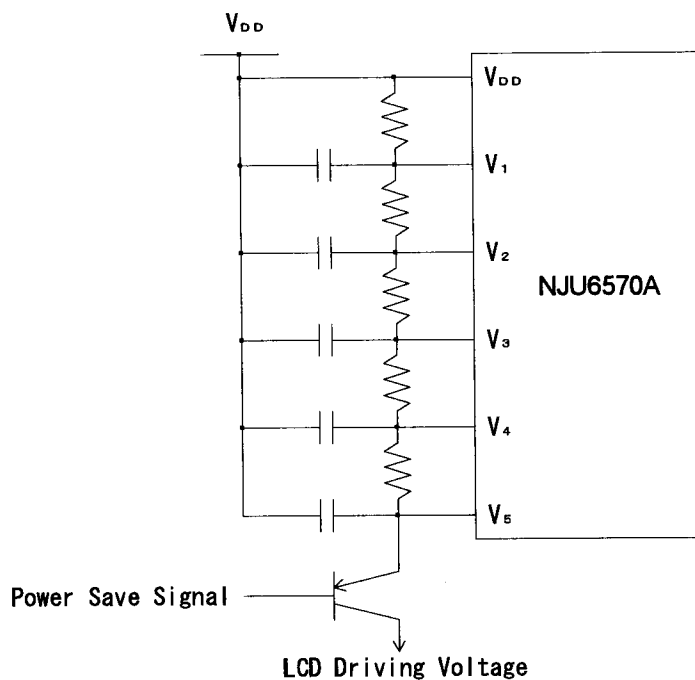 VDD
VDD
V1
V2
NJU6570A
V3
V4
V5
Power Save Signal
LCD Driving Voltage